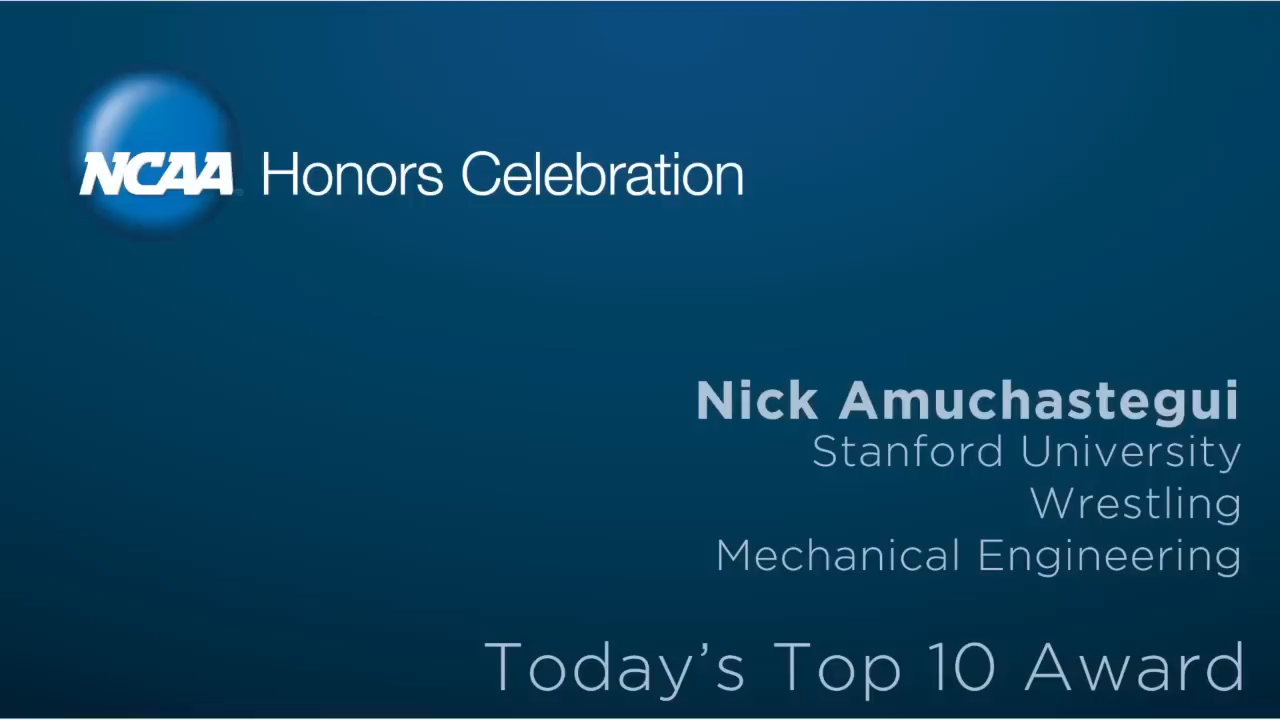 NCAA Honors Celebration
Nick Amuchastegui
Stanford University
Wrestling
Mechanical Engineering
Today's Top 10 Award